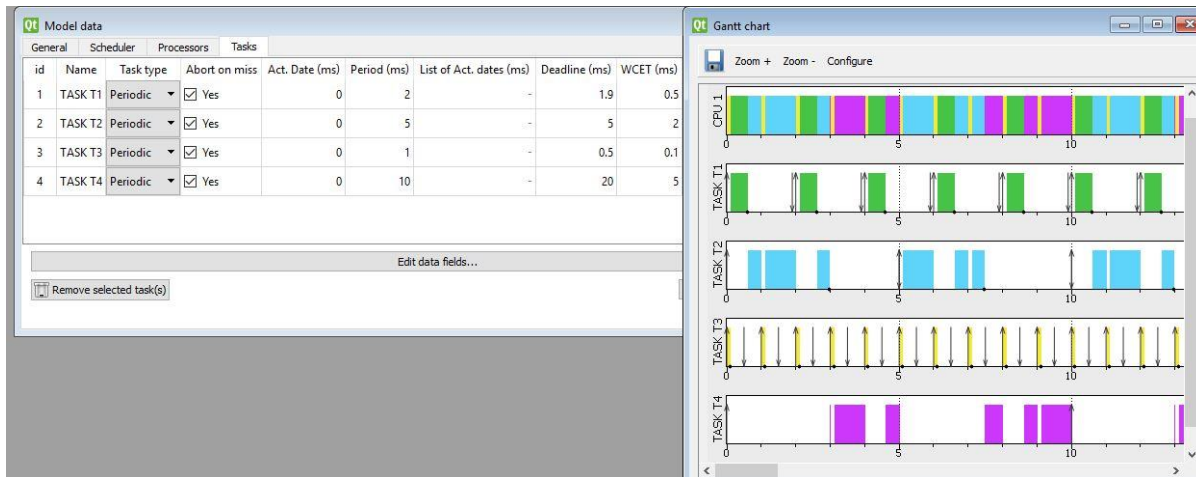 Qt Model data
General Scheduler Processors Tasks
id Name Task type Abort on miss Act. Date (ms) Period (ms) List of Act. dates (ms) Deadline (ms) WCET (ms)
1 TASK T1 Periodic Yes 0 2 - 1.9 0.5
2 TASK T2 Periodic Yes 0 5 - 5 2
3 TASK T3 Periodic Yes 0 1 - 0.5 0.1
4 TASK T4 Periodic Yes 0 10 - 20 5
Edit data fields...
Remove selected task(s)
Qt Gantt chart
Zoom + Zoom - Configure
CPU 1
0 5 10
TASK T1
0 5 10
TASK T2
0 5 10
TASK T3
0 5 10
TASK T4
0 5 10